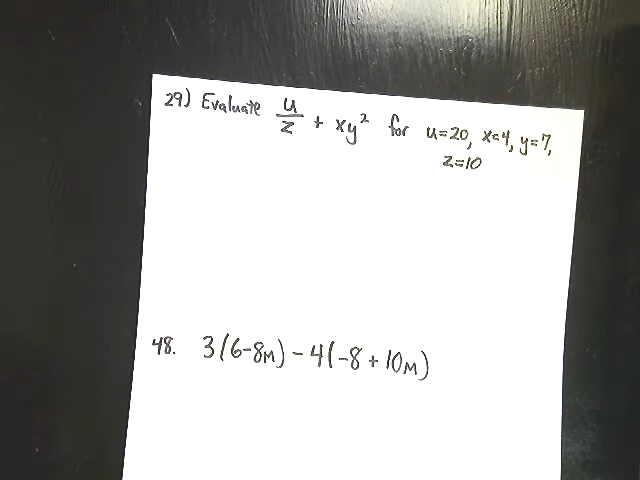 29) Evaluate u/z + xy² for u=20, x=4, y=7,
z=10
48. 3(6-8m) - 4(-8 + 10m)